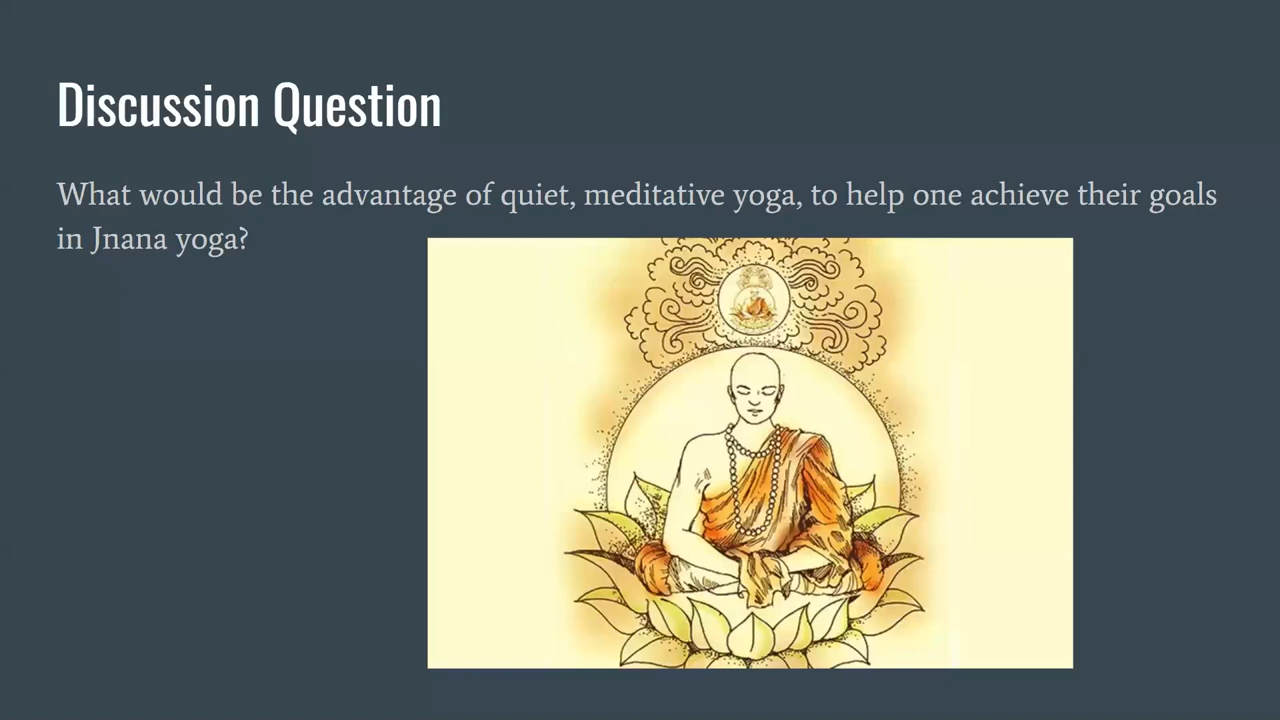 Discussion Question
What would be the advantage of quiet, meditative yoga, to help one achieve their goals
in Jnana yoga?